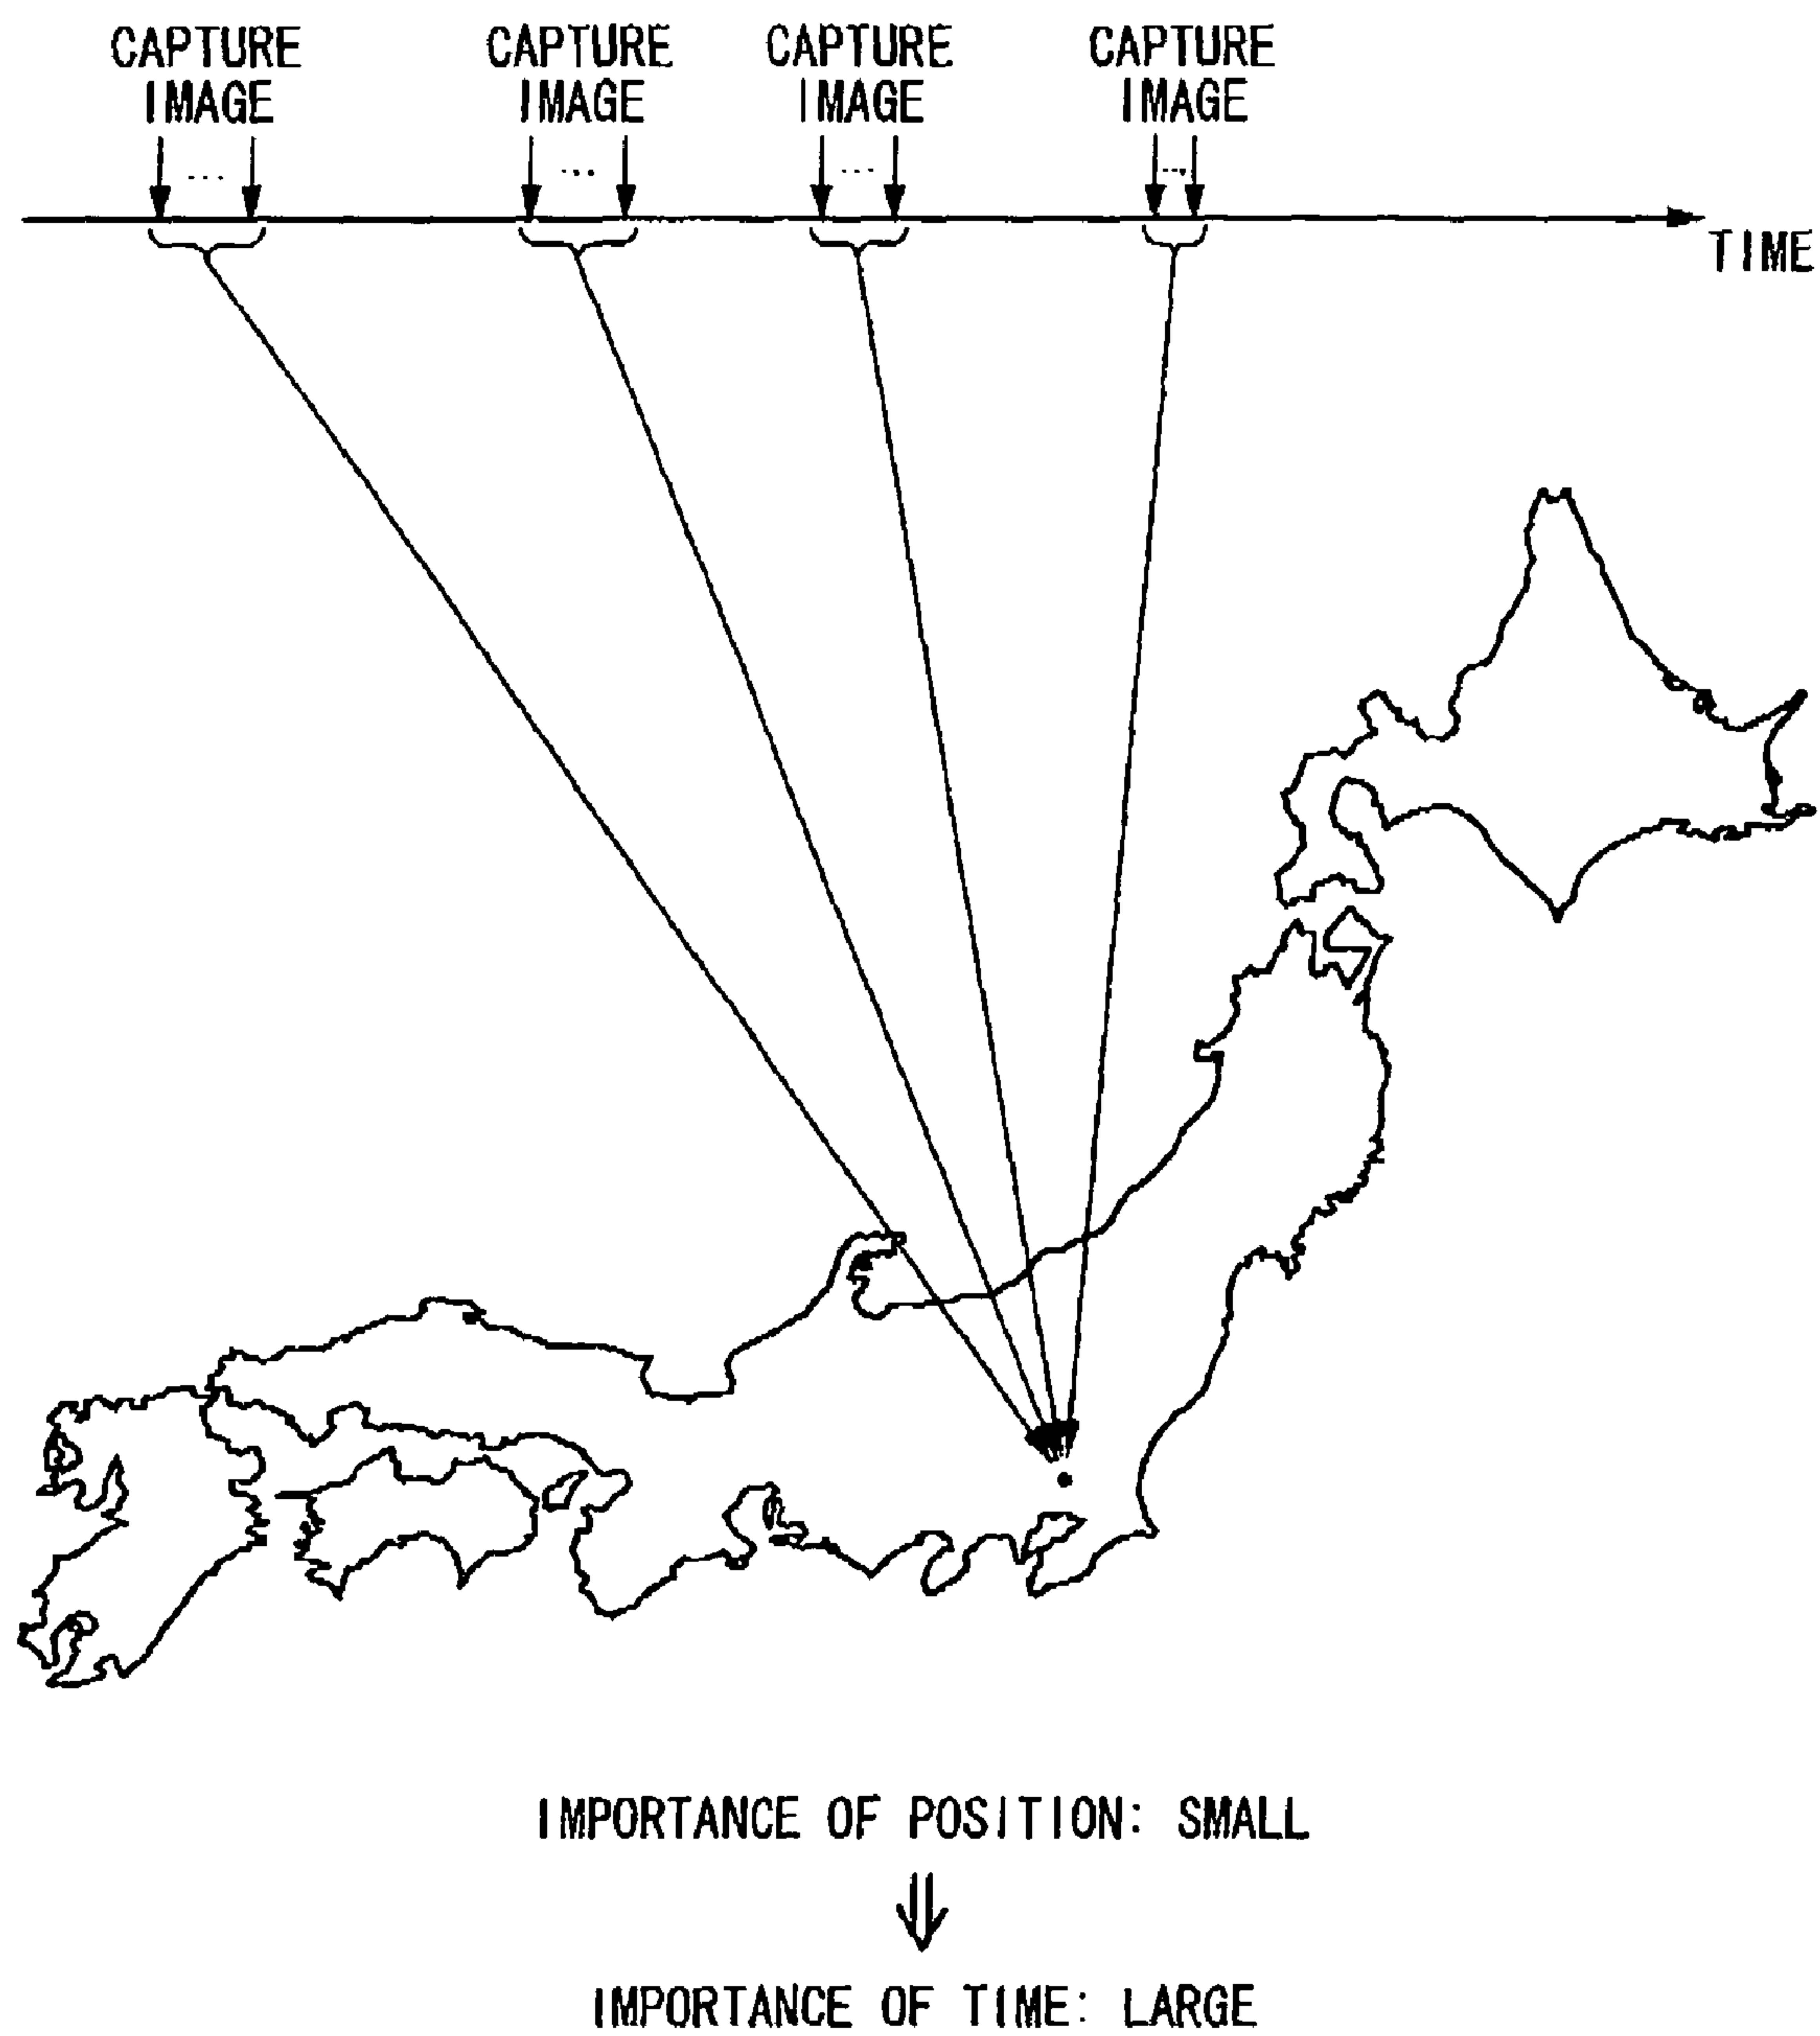 CAPTURE IMAGE
CAPTURE IMAGE
CAPTURE IMAGE
CAPTURE IMAGE
TIME
IMPORTANCE OF POSITION: SMALL
IMPORTANCE OF TIME: LARGE